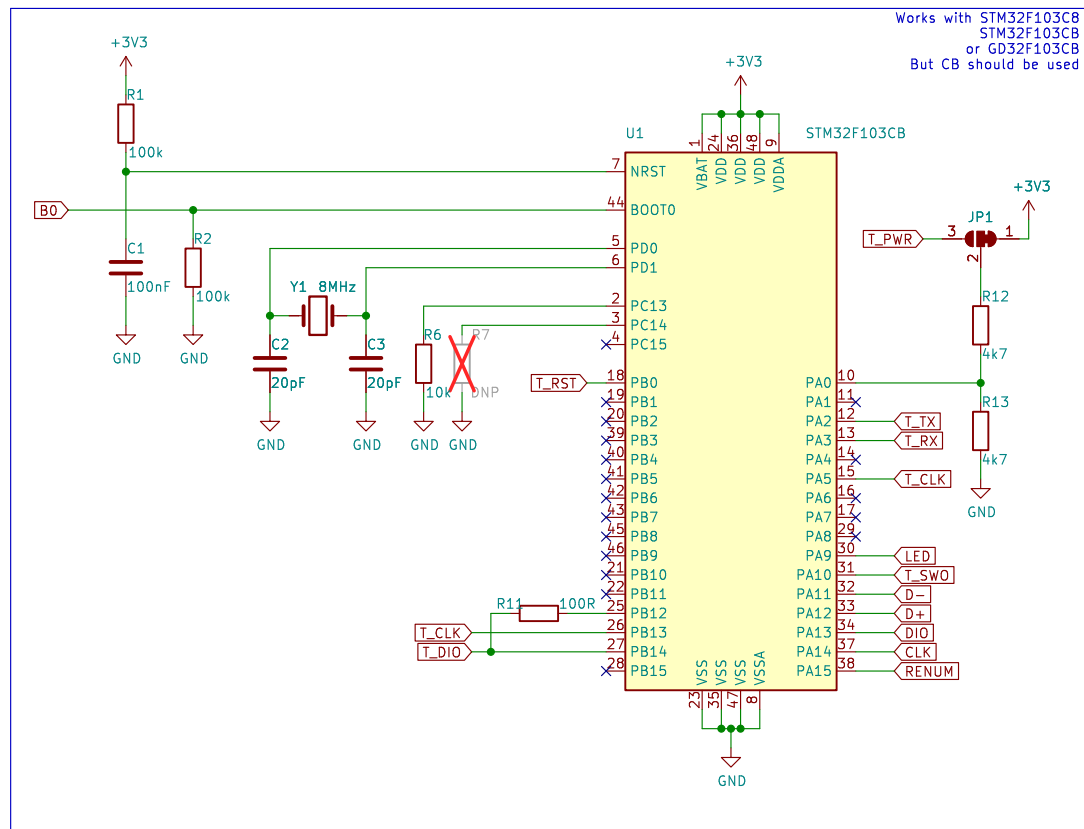 Works with STM32F103C8
STM32F103CB
or GD32F103CB
But CB should be used
+3V3
R1
100k
B0
R2
100k
C1
100nF
GND
GND
Y1 8MHz
C2
20pF
C3
20pF
GND
GND
R6
10k
R7
DNP
GND
GND
T_RST
R11
100R
T_CLK
T_DIO
U1
STM32F103CB
+3V3
1
24
36
48
9
VBAT
VDD
VDD
VDD
VDDA
7 NRST
44 BOOT0
5 PD0
6 PD1
2 PC13
3 PC14
4 PC15
18 PB0
19 PB1
20 PB2
39 PB3
40 PB4
41 PB5
42 PB6
43 PB7
45 PB8
46 PB9
21 PB10
22 PB11
25 PB12
26 PB13
27 PB14
28 PB15
PA0 10
PA1 11
PA2 12
PA3 13
PA4 14
PA5 15
PA6 16
PA7 17
PA8 29
PA9 30
PA10 31
PA11 32
PA12 33
PA13 34
PA14 37
PA15 38
VSS
VSS
VSS
VSSA
23
35
47
8
GND
T_TX
T_RX
T_CLK
LED
T_SWO
D-
D+
DIO
CLK
RENUM
+3V3
JP1
T_PWR
3
1
2
R12
4k7
R13
4k7
GND